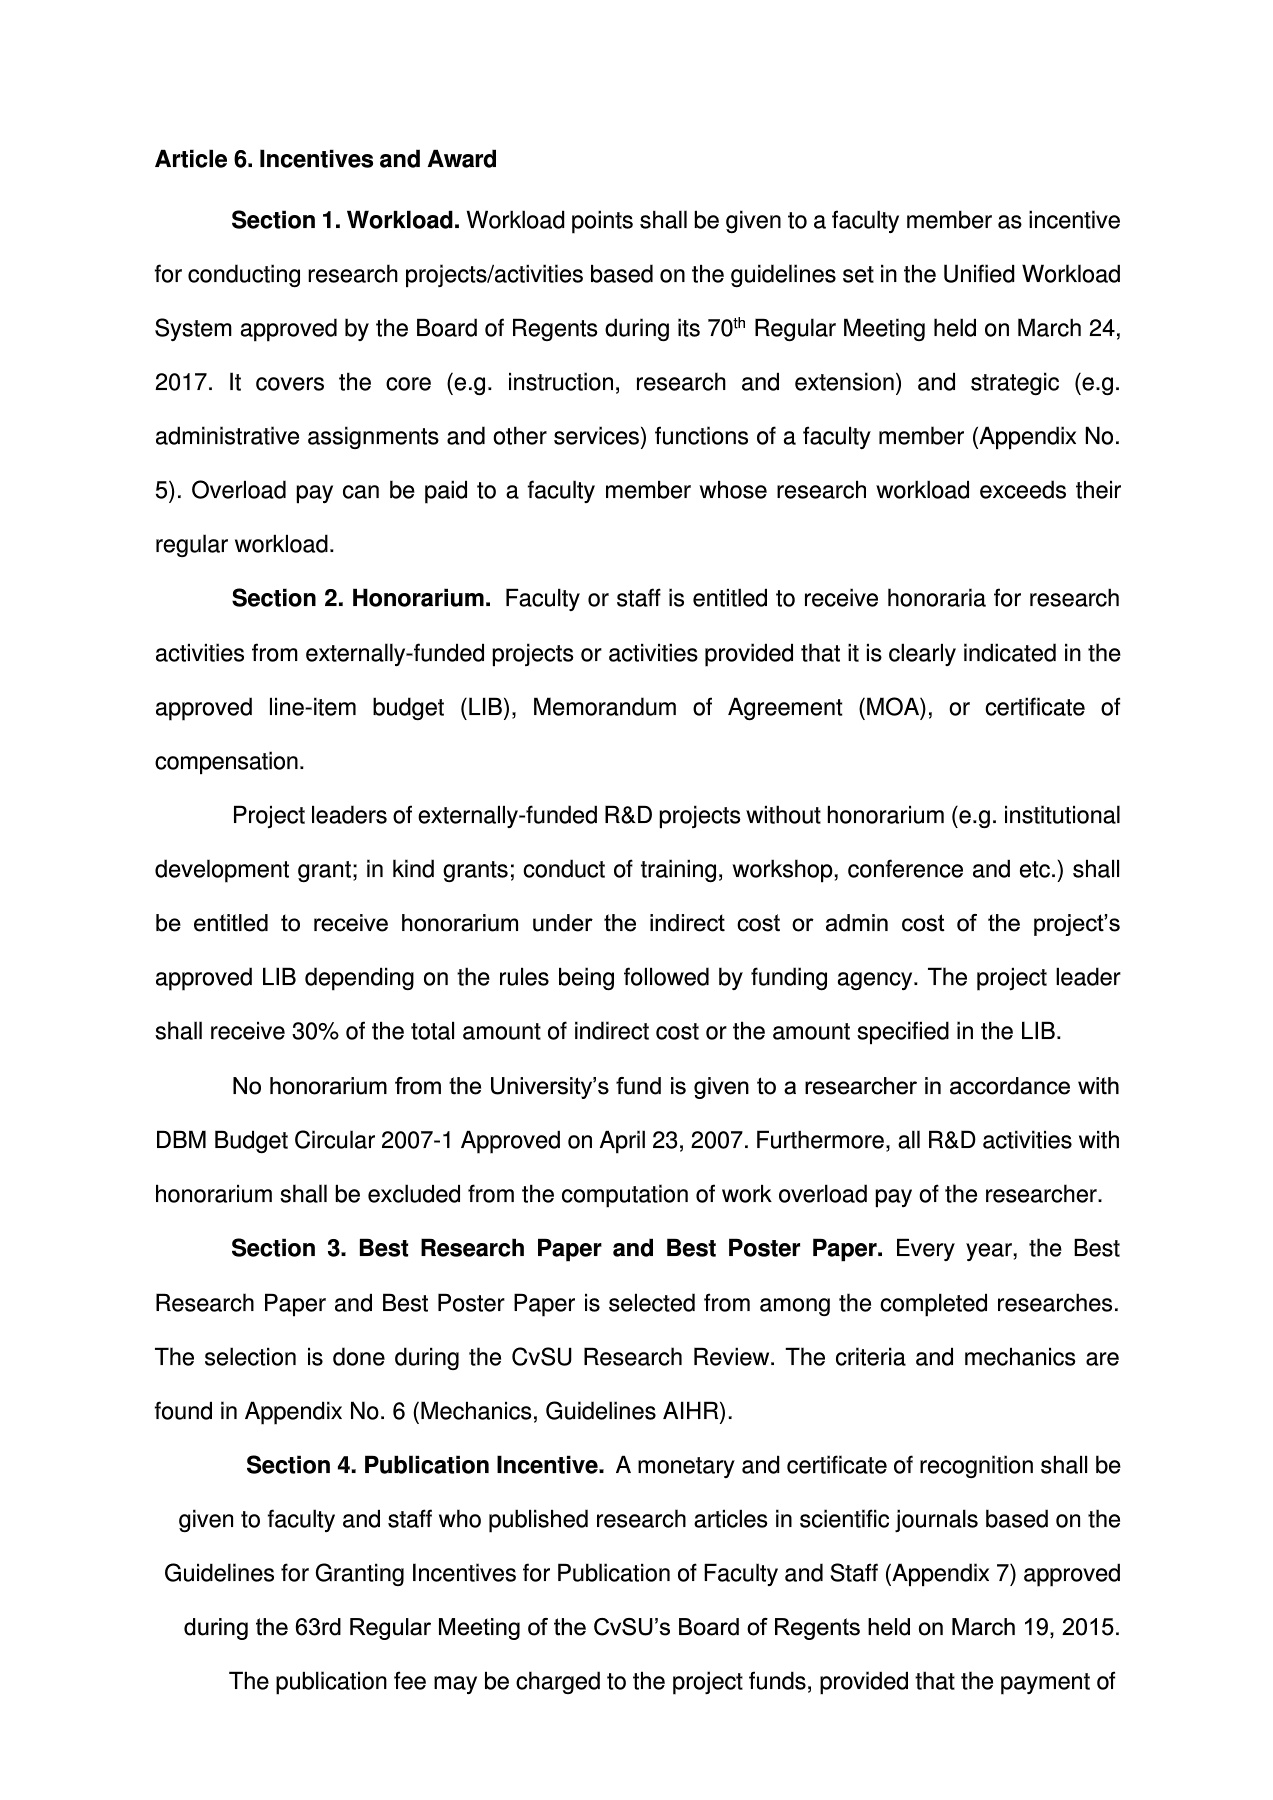 Article 6. Incentives and Award
Section 1. Workload. Workload points shall be given to a faculty member as incentive
for conducting research projects/activities based on the guidelines set in the Unified Workload
System approved by the Board of Regents during its 70th Regular Meeting held on March 24,
2017. It covers the core (e.g. instruction, research and extension) and strategic (e.g.
administrative assignments and other services) functions of a faculty member (Appendix No.
5). Overload pay can be paid to a faculty member whose research workload exceeds their
regular workload.
Section 2. Honorarium. Faculty or staff is entitled to receive honoraria for research
activities from externally-funded projects or activities provided that it is clearly indicated in the
approved line-item budget (LIB), Memorandum of Agreement (MOA), or certificate of
compensation.
Project leaders of externally-funded R&D projects without honorarium (e.g. institutional
development grant; in kind grants; conduct of training, workshop, conference and etc.) shall
be entitled to receive honorarium under the indirect cost or admin cost of the project’s
approved LIB depending on the rules being followed by funding agency. The project leader
shall receive 30% of the total amount of indirect cost or the amount specified in the LIB.
No honorarium from the University’s fund is given to a researcher in accordance with
DBM Budget Circular 2007-1 Approved on April 23, 2007. Furthermore, all R&D activities with
honorarium shall be excluded from the computation of work overload pay of the researcher.
Section 3. Best Research Paper and Best Poster Paper. Every year, the Best
Research Paper and Best Poster Paper is selected from among the completed researches.
The selection is done during the CvSU Research Review. The criteria and mechanics are
found in Appendix No. 6 (Mechanics, Guidelines AIHR).
Section 4. Publication Incentive. A monetary and certificate of recognition shall be
given to faculty and staff who published research articles in scientific journals based on the
Guidelines for Granting Incentives for Publication of Faculty and Staff (Appendix 7) approved
during the 63rd Regular Meeting of the CvSU’s Board of Regents held on March 19, 2015.
The publication fee may be charged to the project funds, provided that the payment of